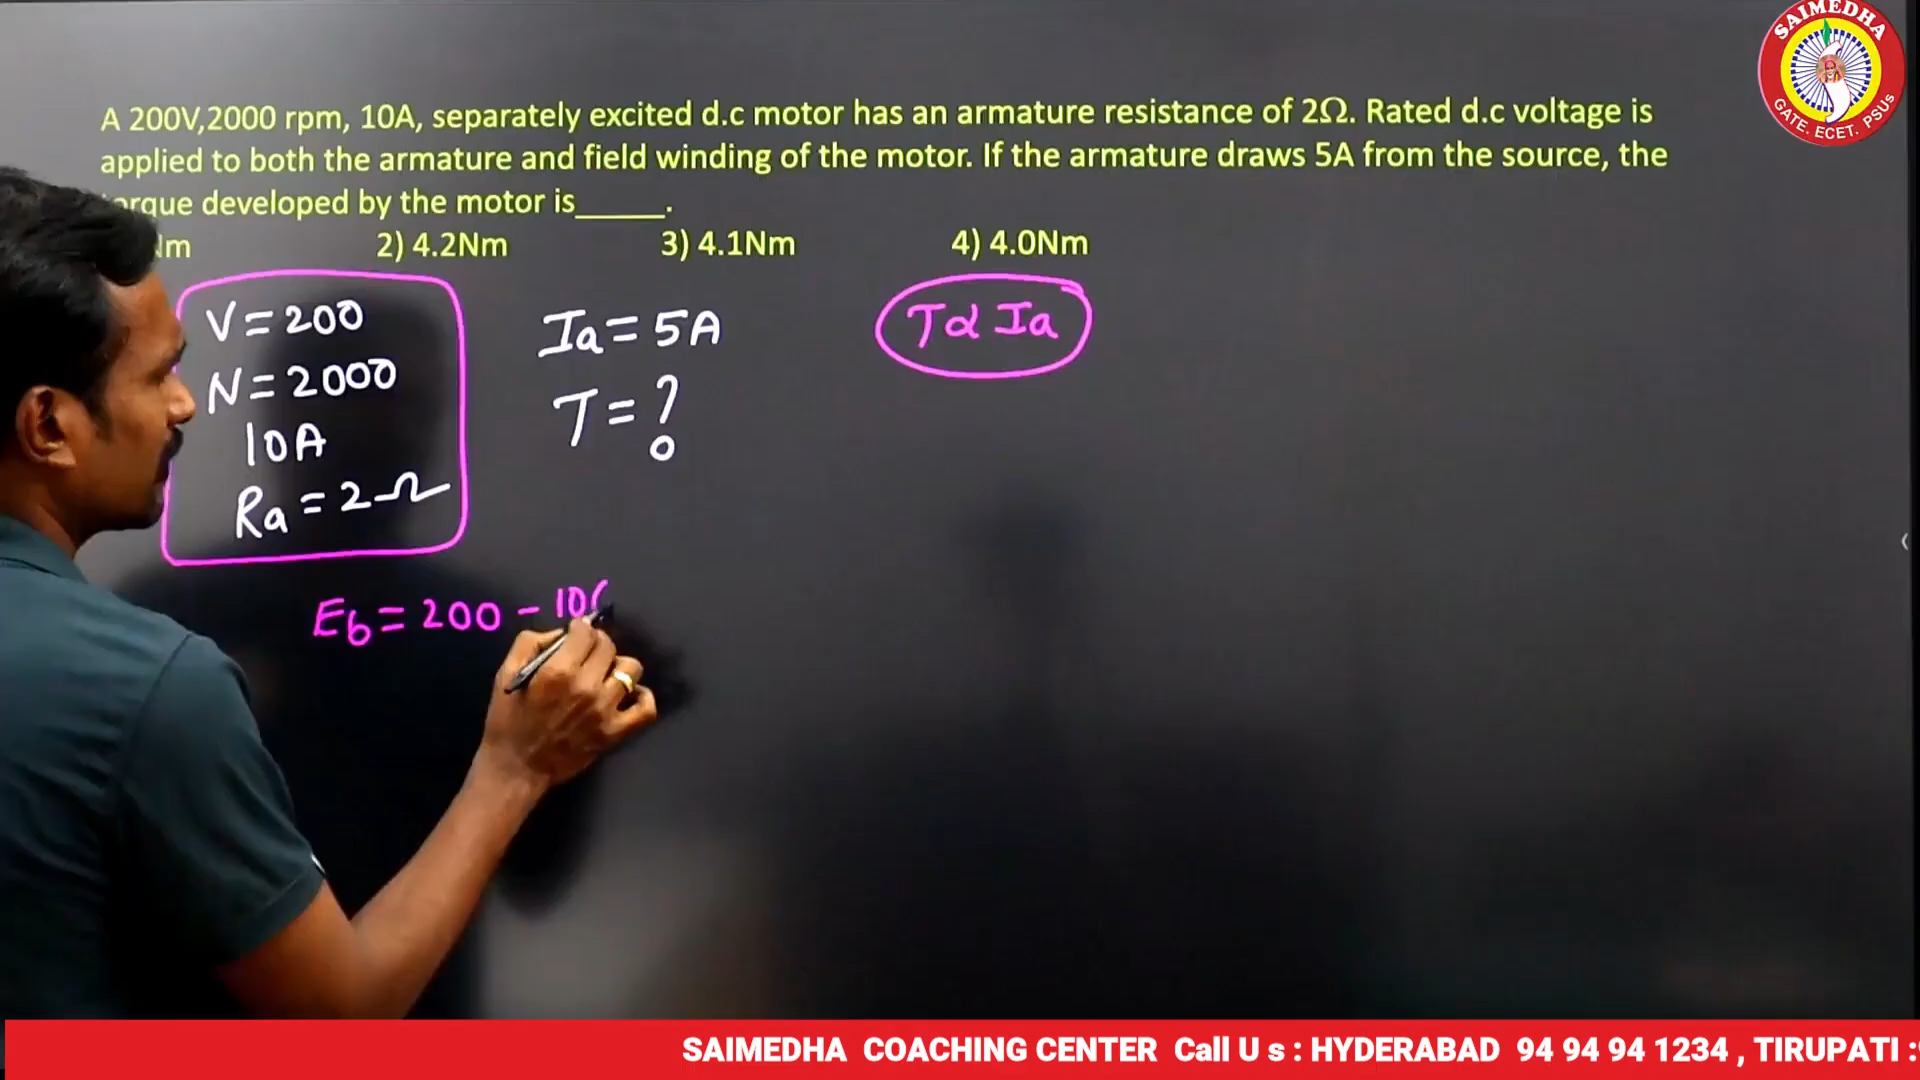 SAIMEDHA
GATE. ECET. PSUs
A 200V,2000 rpm, 10A, separately excited d.c motor has an armature resistance of 2Ω. Rated d.c voltage is
applied to both the armature and field winding of the motor. If the armature draws 5A from the source, the
torque developed by the motor is_____.
Nm 2) 4.2Nm 3) 4.1Nm 4) 4.0Nm
V = 200
N = 2000
10A
Ra = 2Ω
Ia = 5A
T = ?
T α Ia
Eb = 200 - 10(
SAIMEDHA COACHING CENTER Call U s : HYDERABAD 94 94 94 1234 , TIRUPATI :